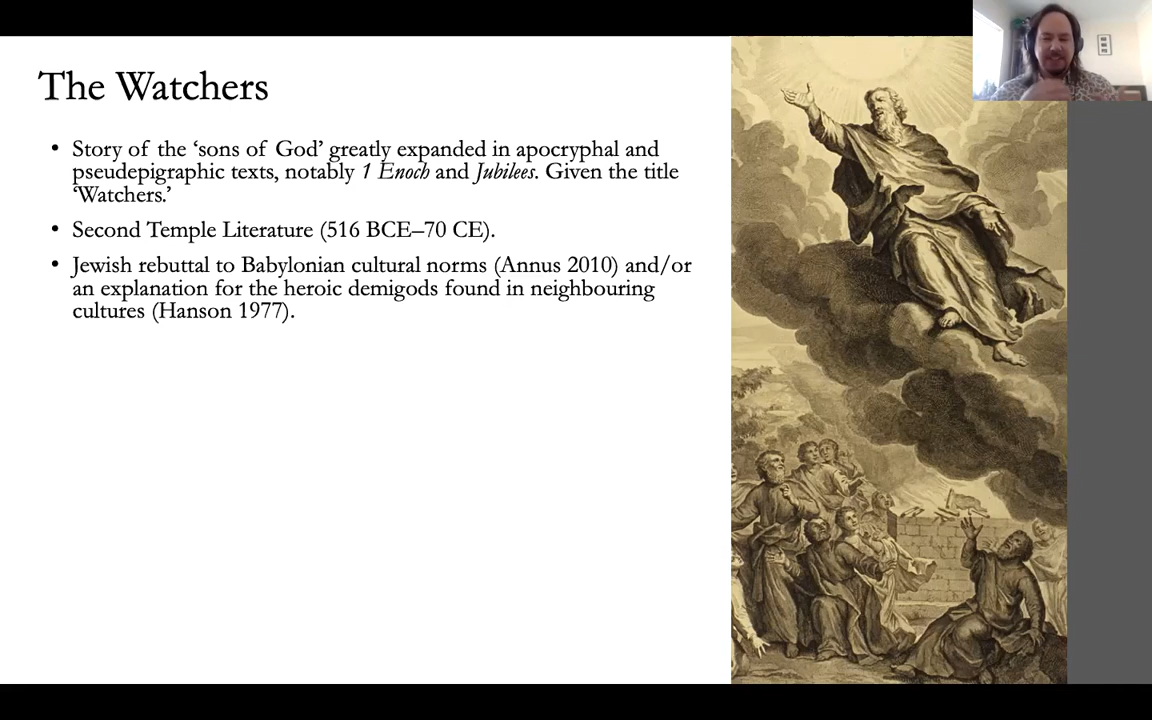 The Watchers
• Story of the ‘sons of God’ greatly expanded in apocryphal and
pseudepigraphic texts, notably 1 Enoch and Jubilees. Given the title
‘Watchers.’
• Second Temple Literature (516 BCE–70 CE).
• Jewish rebuttal to Babylonian cultural norms (Annus 2010) and/or
an explanation for the heroic demigods found in neighbouring
cultures (Hanson 1977).